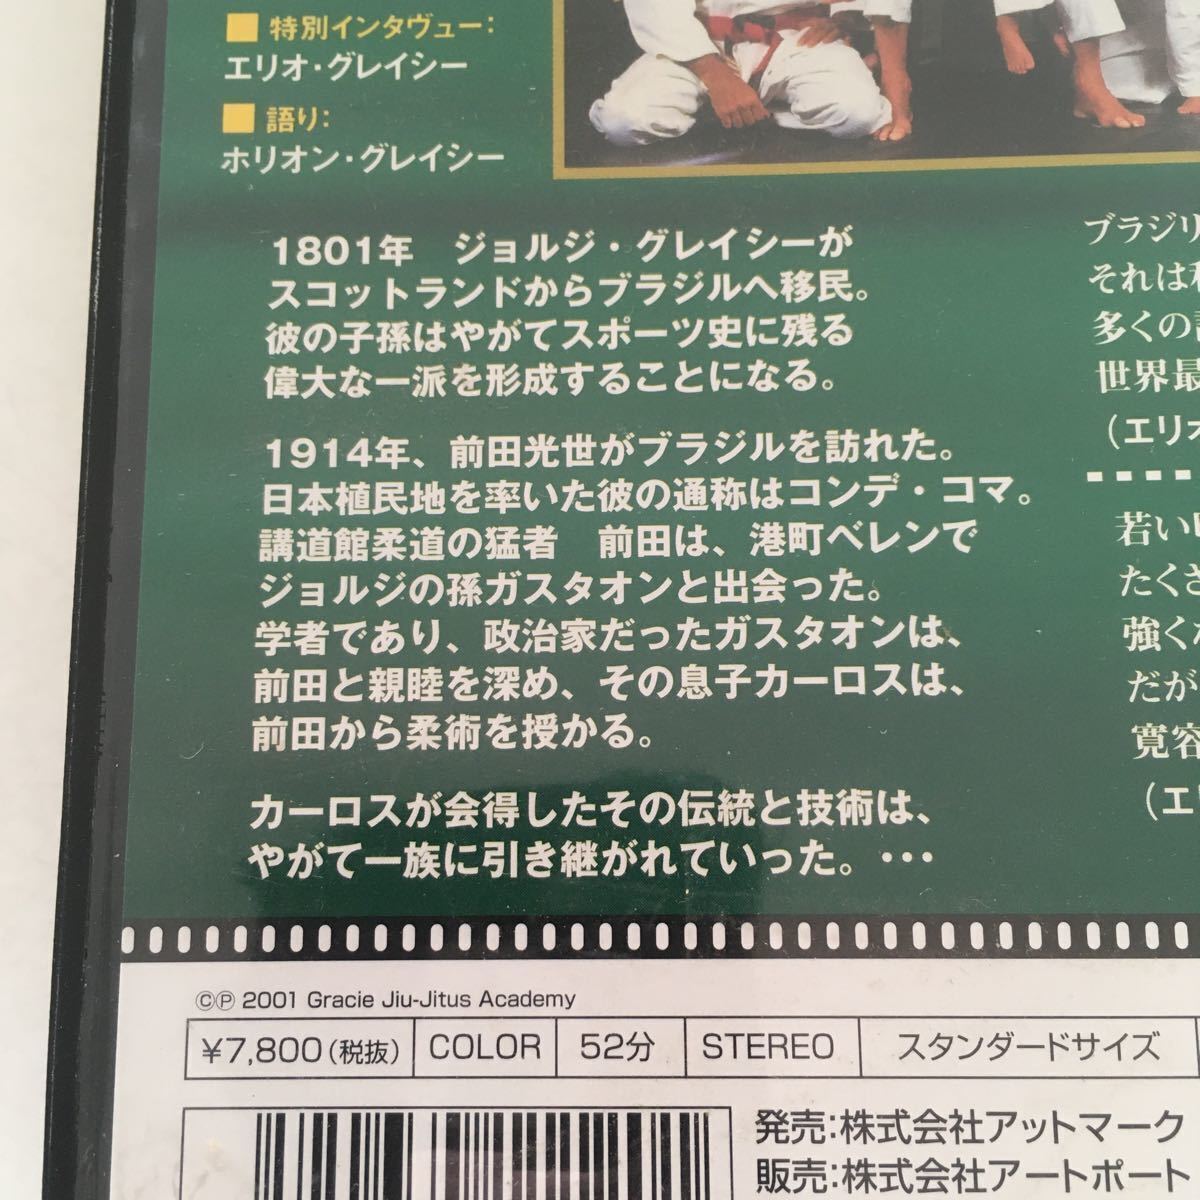 ■ 特別インタヴュー:
エリオ・グレイシー
■ 語り:
ホリオン・グレイシー
1801年　ジョルジ・グレイシーが
スコットランドからブラジルへ移民。
彼の子孫はやがてスポーツ史に残る
偉大な一派を形成することになる。
1914年、前田光世がブラジルを訪れた。
日本植民地を率いた彼の通称はコンデ・コマ。
講道館柔道の猛者　前田は、港町ベレンで
ジョルジの孫ガスタオンと出会った。
学者であり、政治家だったガスタオンは、
前田と親睦を深め、その息子カーロスは、
前田から柔術を授かる。
カーロスが会得したその伝統と技術は、
やがて一族に引き継がれていった。・・・
ブラジリ
それは
多くの
世界最
(エリオ
若い
たくさ
強く
だが
寛容
(エ
©℗ 2001 Gracie Jiu-Jitus Academy
¥7,800(税抜) COLOR 52分 STEREO スタンダードサイズ
発売:株式会社アットマーク
販売:株式会社アートポート